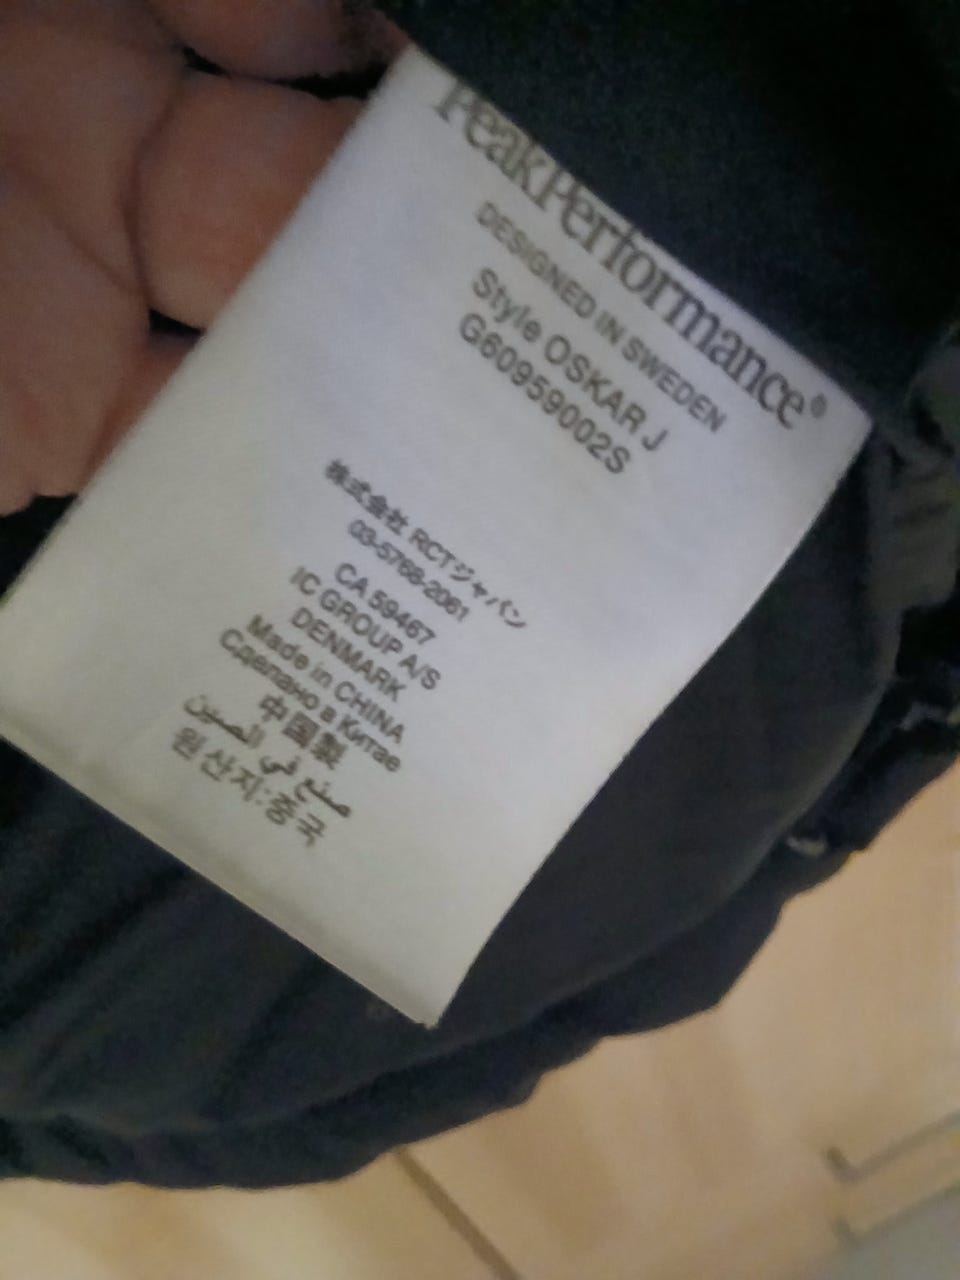 PeakPerformance®
DESIGNED IN SWEDEN
Style OSKAR J
G60959002S
株式会社 RCTジャパン
03-5766-2061
CA 59467
IC GROUP A/S
DENMARK
Made in CHINA
Сделано в Китае
中国製
صنع في الصين
원산지:중국